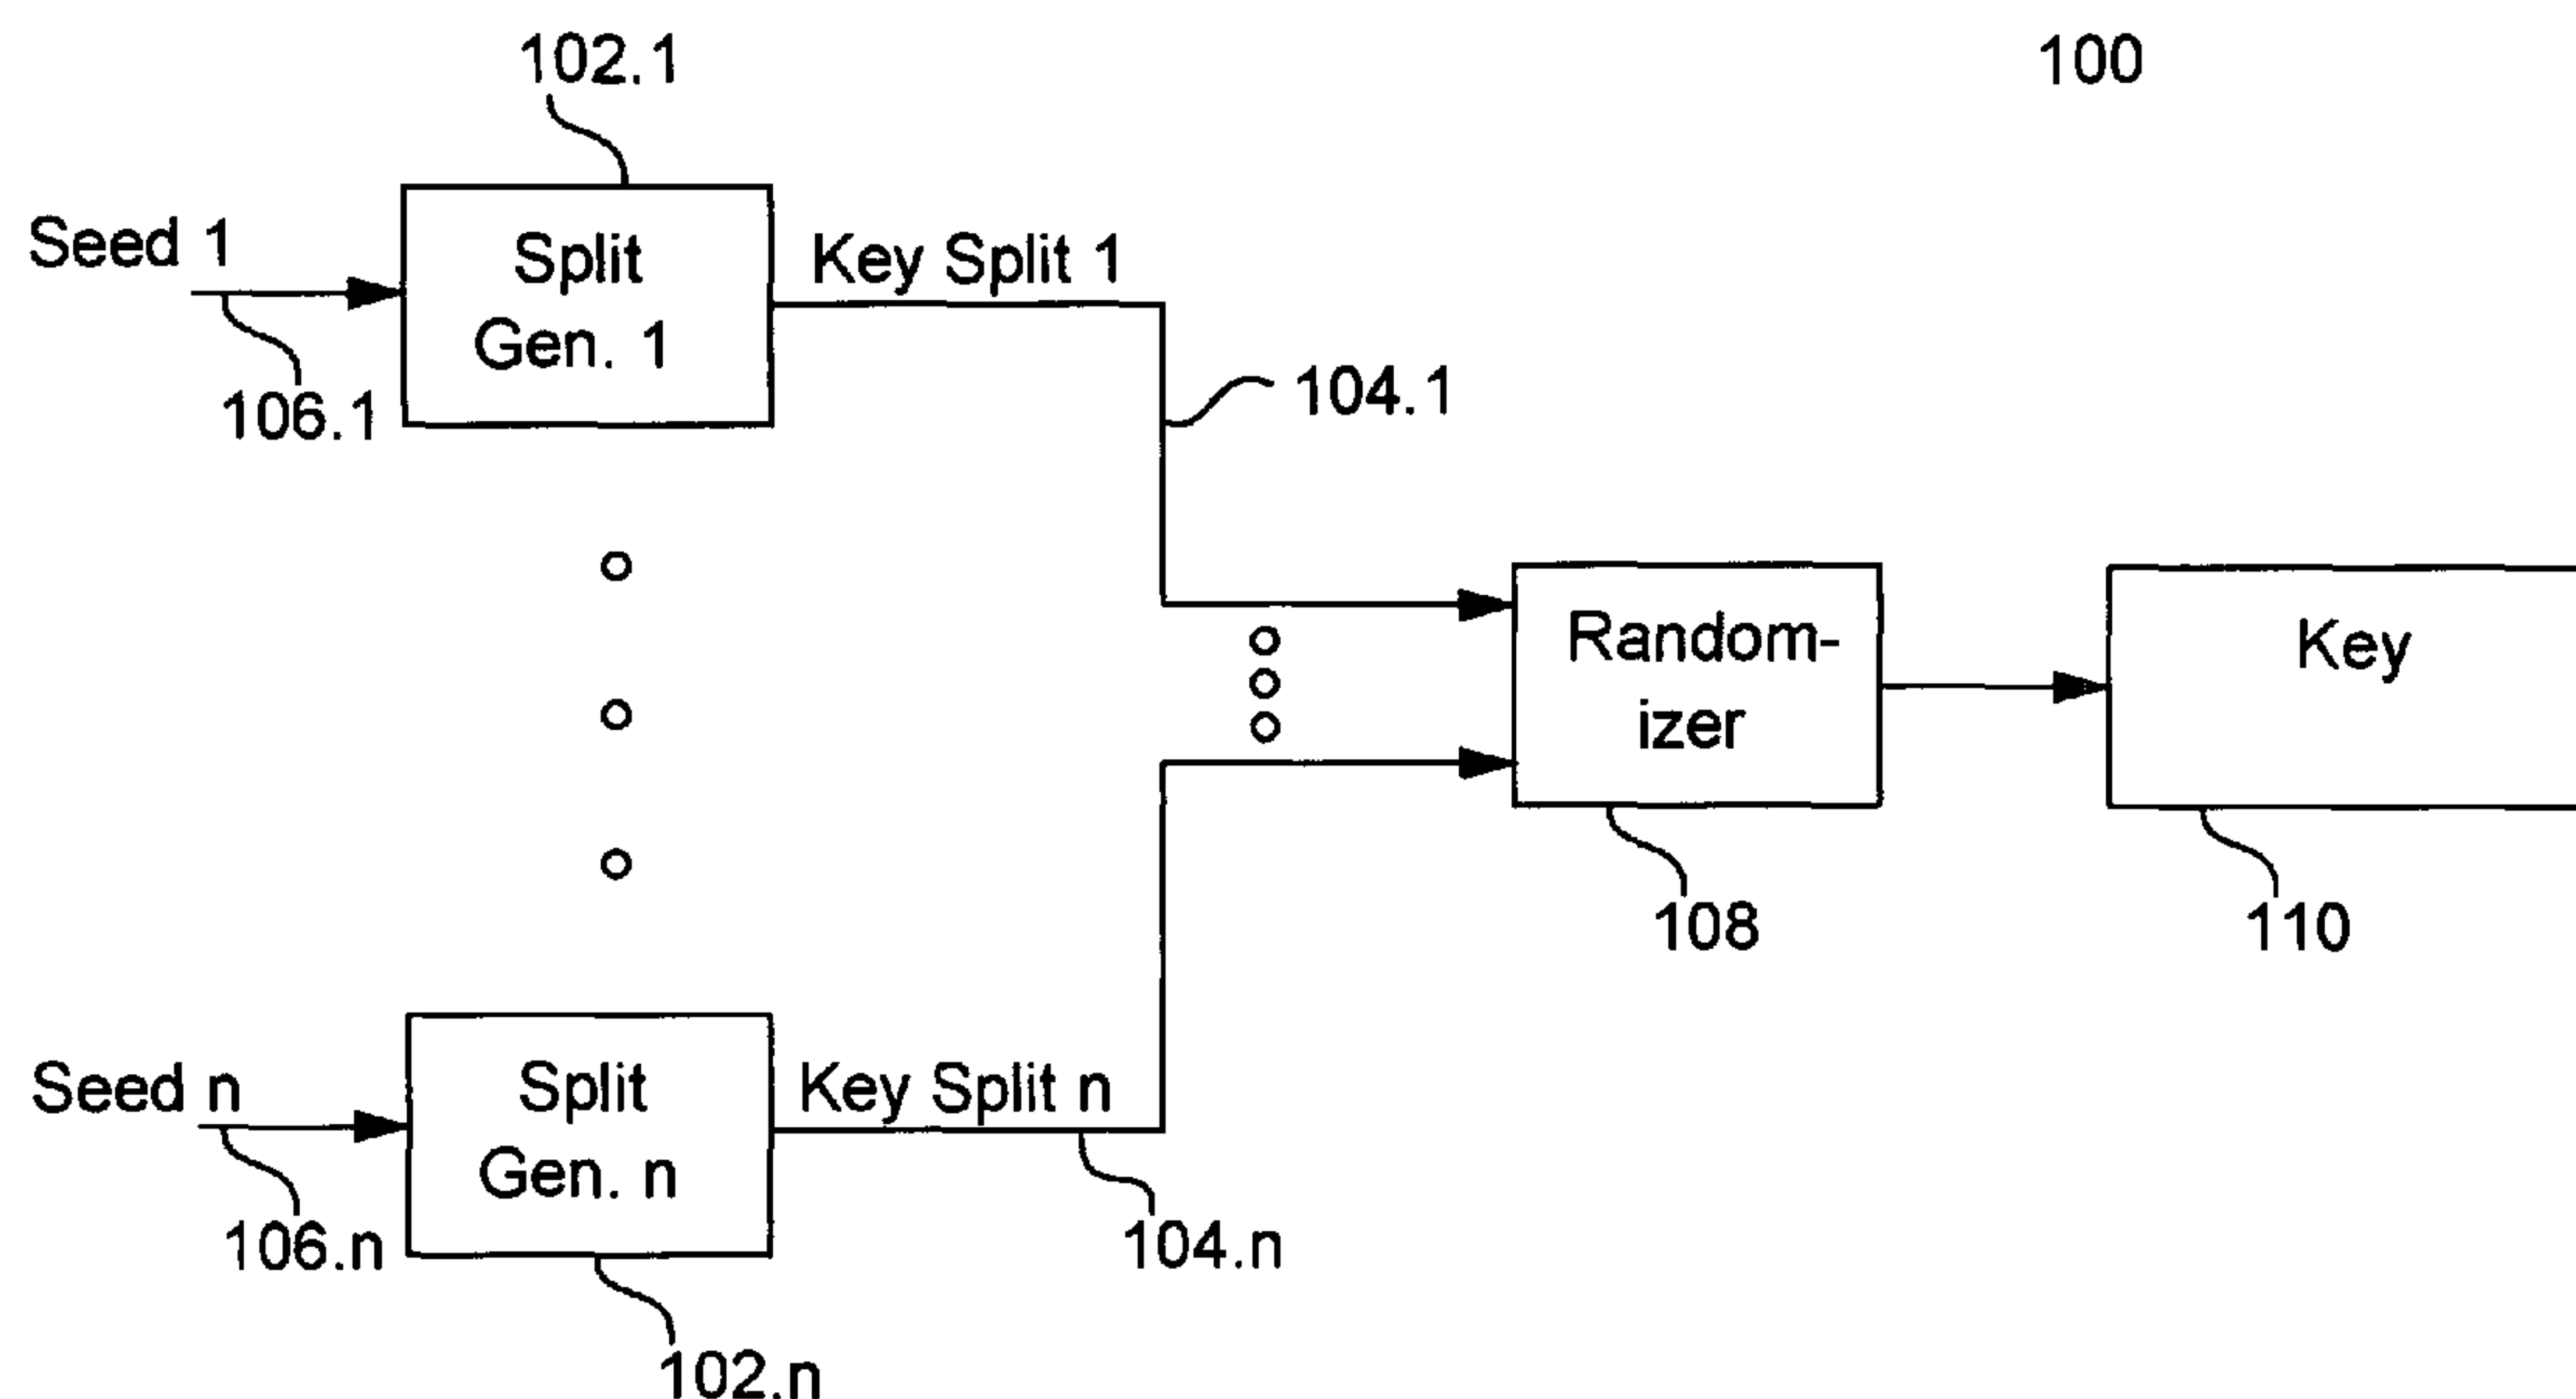 102.1
100
Seed 1
Split
Gen. 1
Key Split 1
106.1
104.1
Random-
izer
Key
108
110
Seed n
Split
Gen. n
Key Split n
106.n
104.n
102.n